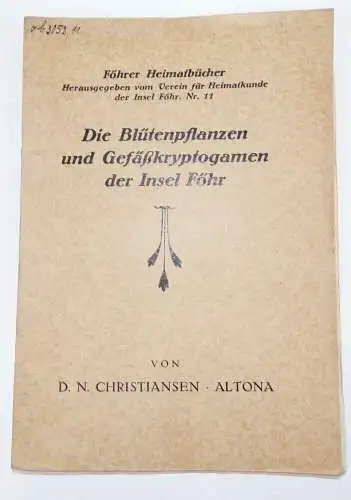 Föhrer Heimatbücher
Herausgegeben vom Verein für Heimatkunde
der Insel Föhr. Nr. 11
Die Blütenpflanzen
und Gefäßkryptogamen
der Insel Föhr
VON
D. N. CHRISTIANSEN · ALTONA